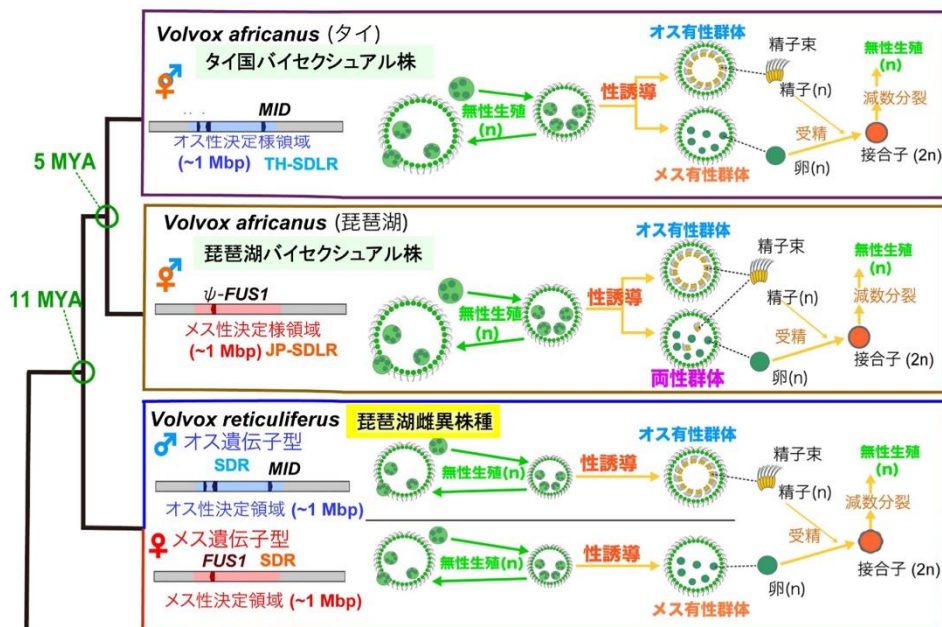 Volvox africanus (タイ)
タイ国バイセクシュアル株
MID
オス性決定様領域
(~1 Mbp) TH-SDLR
無性生殖
(n)
性誘導
オス有性群体
メス有性群体
精子束
精子(n)
受精
卵(n)
無性生殖
(n)
減数分裂
接合子 (2n)
5 MYA
Volvox africanus (琵琶湖)
琵琶湖バイセクシュアル株
ψ-FUS1
メス性決定様領域
(~1 Mbp) JP-SDLR
無性生殖
(n)
性誘導
オス有性群体
両性群体
精子束
精子(n)
受精
卵(n)
無性生殖
(n)
減数分裂
接合子 (2n)
11 MYA
Volvox reticuliferus 琵琶湖雌異株種
♂ オス遺伝子型
SDR MID
オス性決定領域 (~1 Mbp)
♀ メス遺伝子型
FUS1 SDR
メス性決定領域 (~1 Mbp)
無性生殖(n)
性誘導
オス有性群体
無性生殖(n)
性誘導
メス有性群体
精子束
精子(n)
受精
卵(n)
無性生殖
(n)
減数分裂
接合子 (2n)